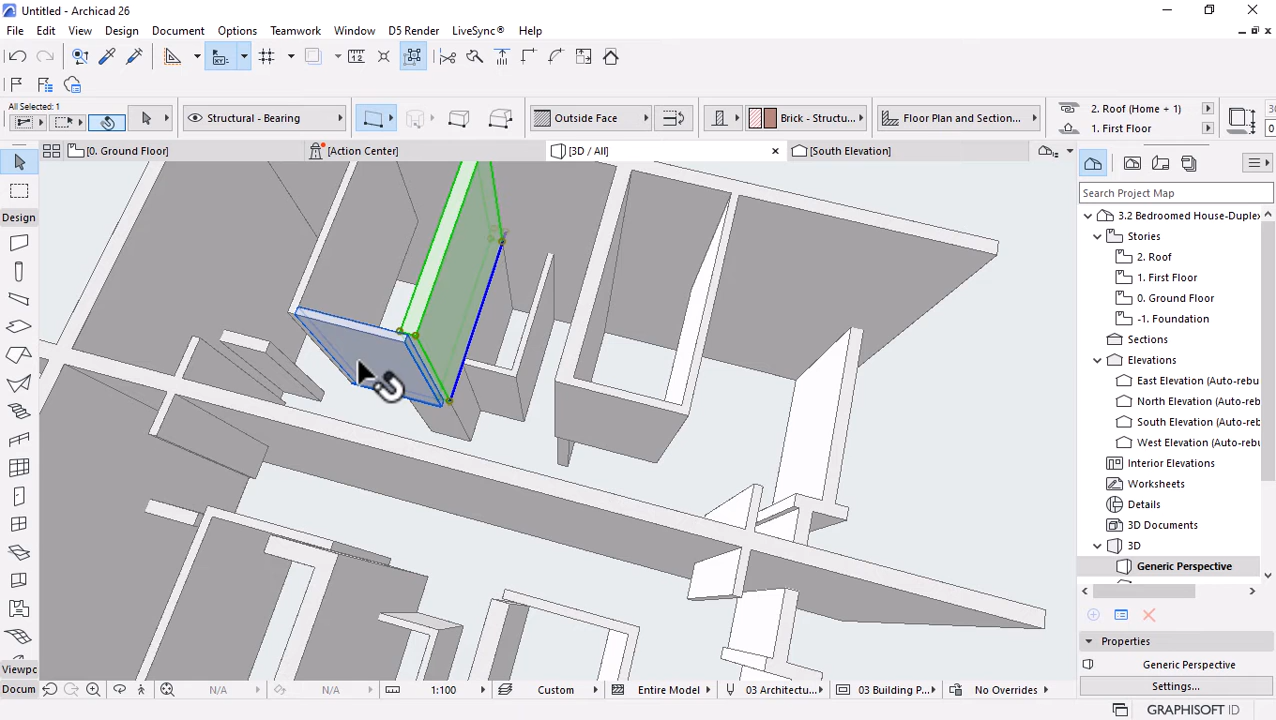 Untitled - Archicad 26
File Edit View Design Document Options Teamwork Window D5 Render LiveSync® Help
All Selected: 1
Structural - Bearing
Outside Face
Brick - Structu...
Floor Plan and Section...
2. Roof (Home + 1)
1. First Floor
[0. Ground Floor]
[Action Center]
[3D / All]
[South Elevation]
Design
Search Project Map
3.2 Bedroomed House-Duplex
Stories
2. Roof
1. First Floor
0. Ground Floor
-1. Foundation
Sections
Elevations
East Elevation (Auto-rebu
North Elevation (Auto-rebu
South Elevation (Auto-rebu
West Elevation (Auto-rebu
Interior Elevations
Worksheets
Details
3D Documents
3D
Generic Perspective
Properties
Generic Perspective
Settings...
Viewpc
Docum
N/A
N/A
1:100
Custom
Entire Model
03 Architectu...
03 Building P...
No Overrides
GRAPHISOFT ID